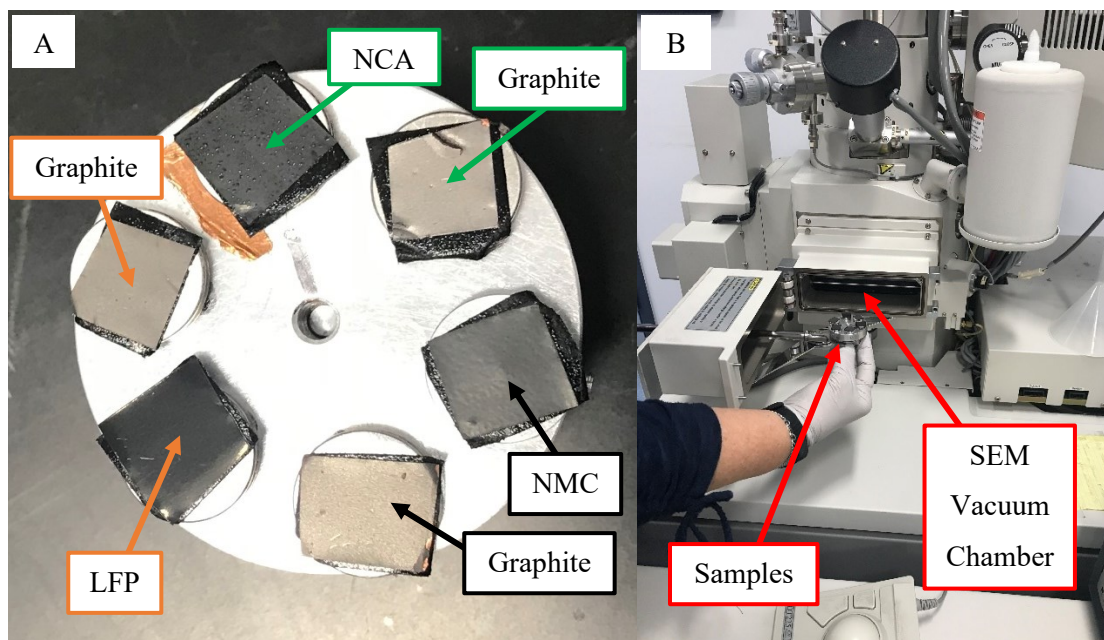 A
NCA
Graphite
Graphite
NMC
Graphite
LFP
B
SEM
Vacuum
Chamber
Samples